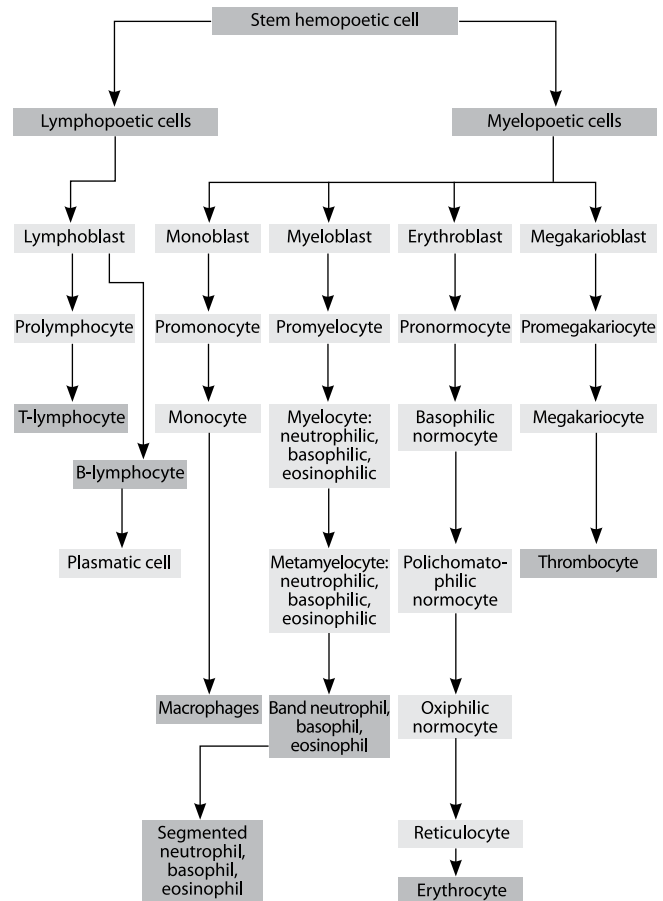 Stem hemopoetic cell
Lymphopoetic cells
Myelopoetic cells
Lymphoblast
Monoblast
Myeloblast
Erythroblast
Megakarioblast
Prolymphocyte
Promonocyte
Promyelocyte
Pronormocyte
Promegakariocyte
T-lymphocyte
Monocyte
Myelocyte:
neutrophilic,
basophilic,
eosinophilic
Basophilic
normocyte
Megakariocyte
B-lymphocyte
Plasmatic cell
Metamyelocyte:
neutrophilic,
basophilic,
eosinophilic
Polichomato-
philic
normocyte
Thrombocyte
Macrophages
Band neutrophil,
basophil,
eosinophil
Oxiphilic
normocyte
Segmented
neutrophil,
basophil,
eosinophil
Reticulocyte
Erythrocyte